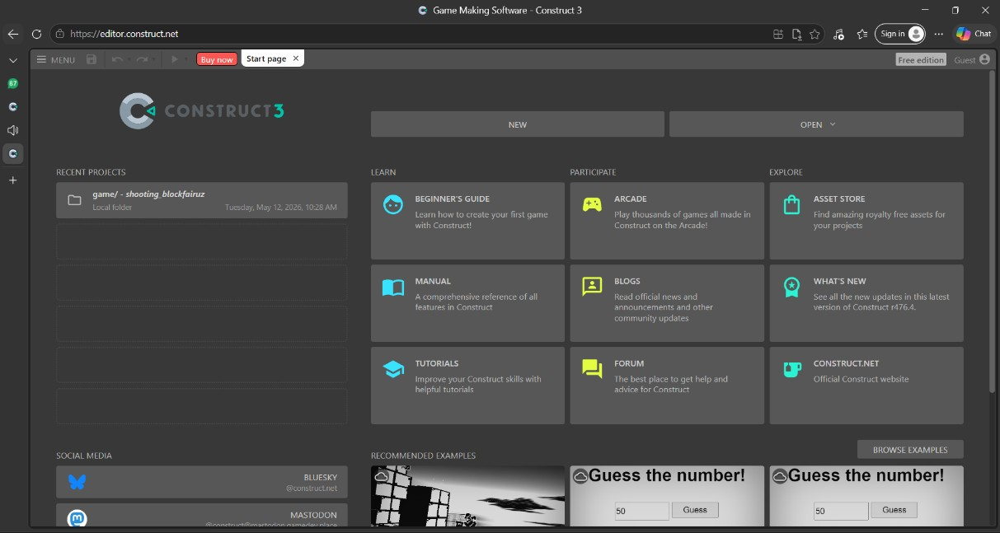 Game Making Software - Construct 3
https://editor.construct.net
Sign in
Chat
MENU
Buy now
Start page
Free edition
Guest
87
CONSTRUCT 3
NEW
OPEN
RECENT PROJECTS
game/ - shooting_blockfairuz
Local folder
Tuesday, May 12, 2026, 10:28 AM
LEARN
BEGINNER'S GUIDE
Learn how to create your first game
with Construct!
MANUAL
A comprehensive reference of all
features in Construct
TUTORIALS
Improve your Construct skills with
helpful tutorials
PARTICIPATE
ARCADE
Play thousands of games all made in
Construct on the Arcade!
BLOGS
Read official news and
announcements and other
community updates
FORUM
The best place to get help and
advice for Construct
EXPLORE
ASSET STORE
Find amazing royalty free assets for
your projects
WHAT'S NEW
See all the new updates in this latest
version of Construct r476.4.
CONSTRUCT.NET
Official Construct website
SOCIAL MEDIA
BLUESKY
@construct.net
MASTODON
@construct@mastodon.gamedev.place
RECOMMENDED EXAMPLES
BROWSE EXAMPLES
Guess the number!
50
Guess
Guess the number!
50
Guess